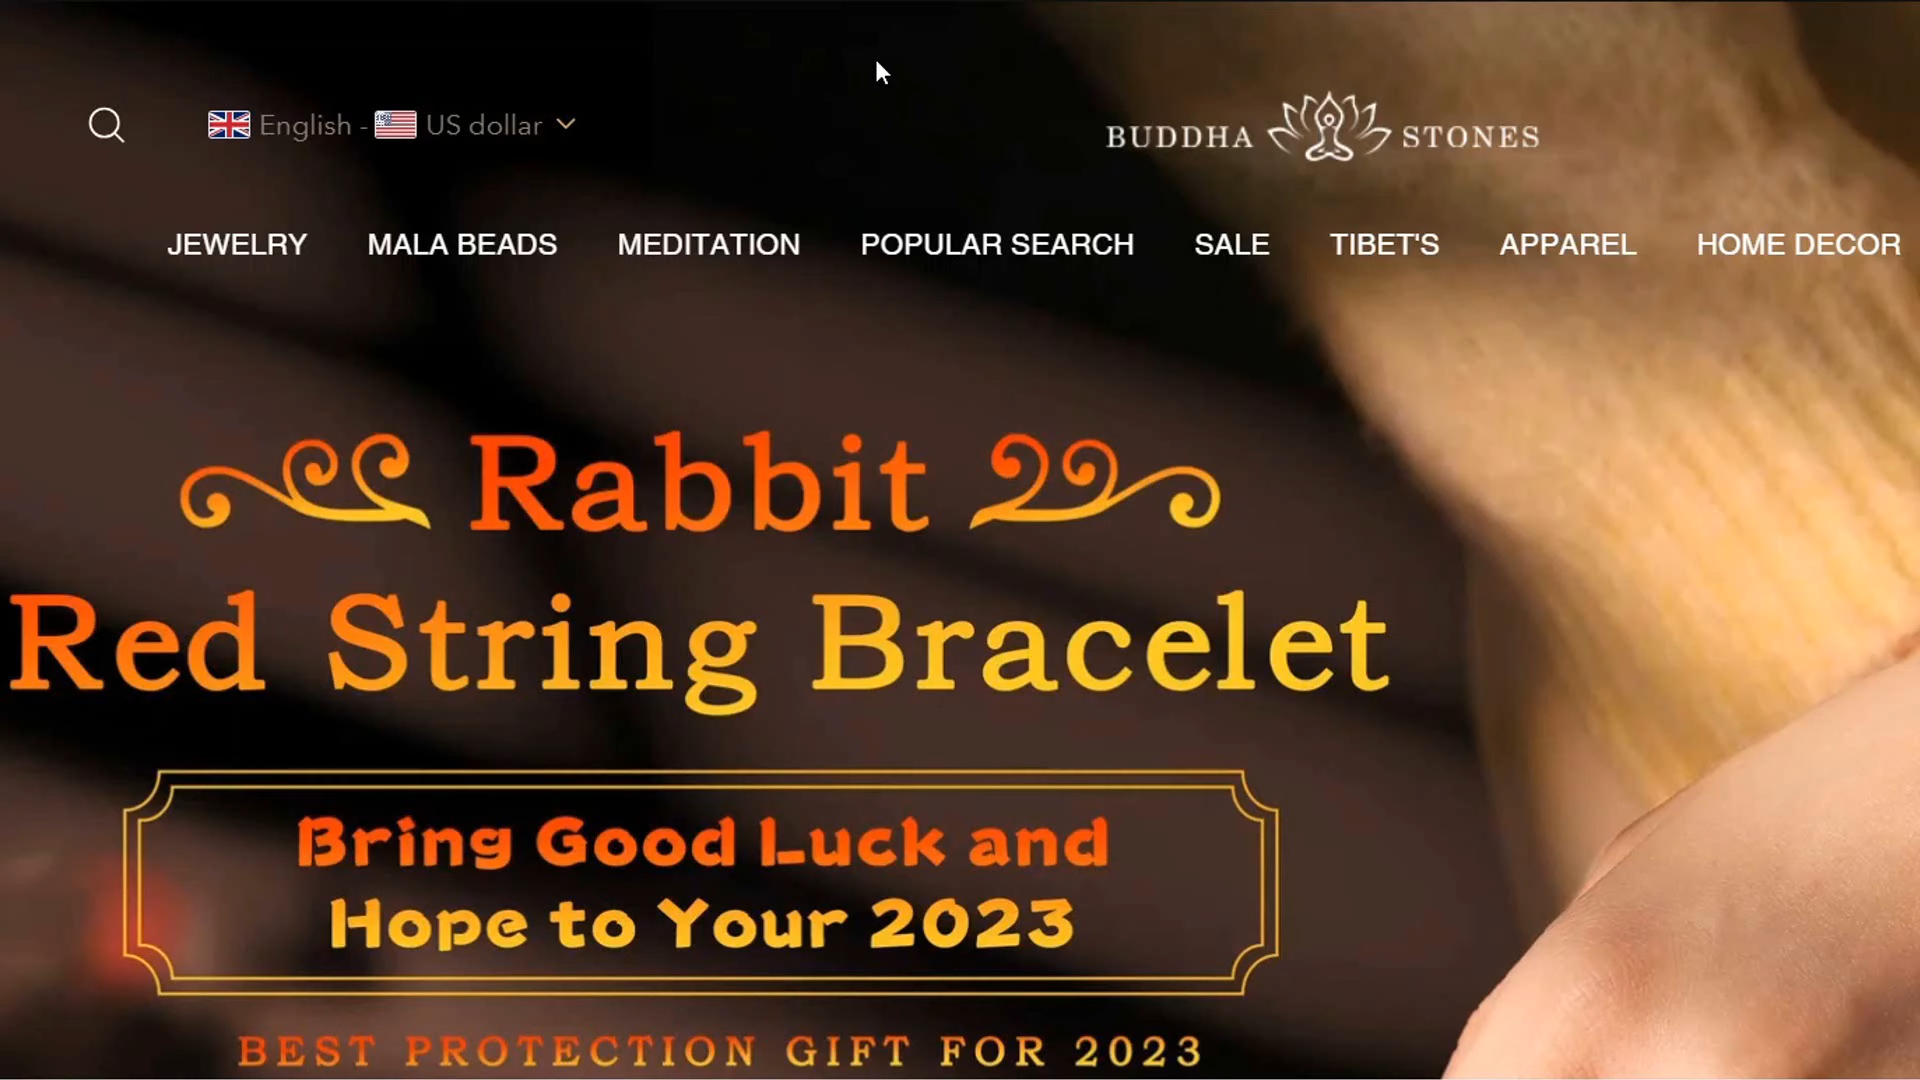 English - US dollar
BUDDHA STONES
JEWELRY MALA BEADS MEDITATION POPULAR SEARCH SALE TIBET'S APPAREL HOME DECOR
Rabbit
Red String Bracelet
Bring Good Luck and
Hope to Your 2023
BEST PROTECTION GIFT FOR 2023